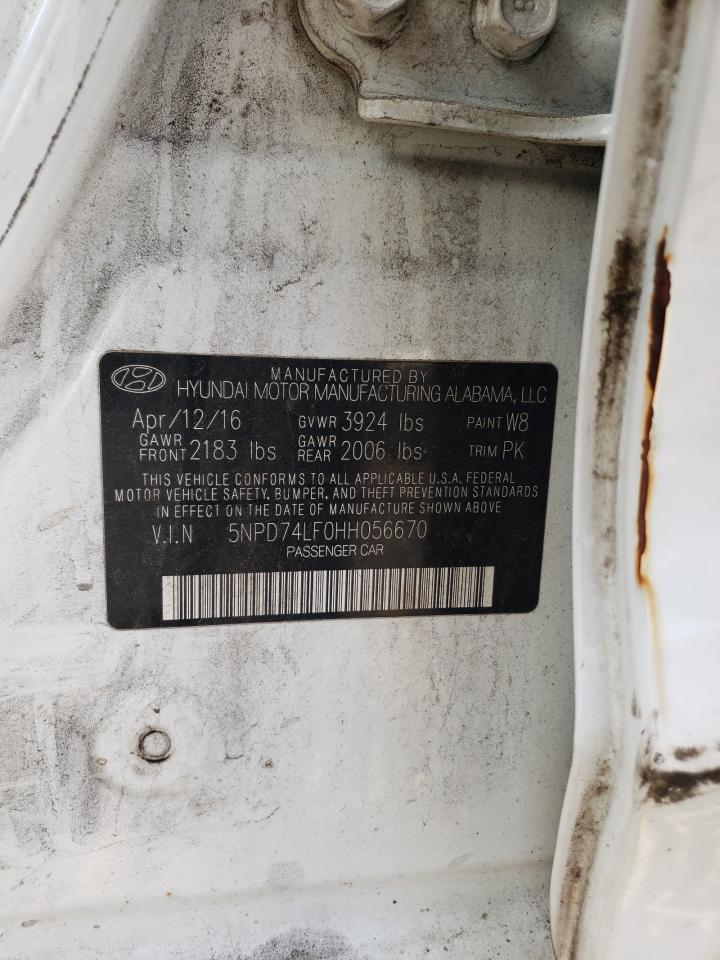 8
MANUFACTURED BY
HYUNDAI MOTOR MANUFACTURING ALABAMA, LLC
Apr/12/16 GVWR 3924 lbs PAINT W8
GAWR FRONT 2183 lbs GAWR REAR 2006 lbs TRIM PK
THIS VEHICLE CONFORMS TO ALL APPLICABLE U.S.A. FEDERAL
MOTOR VEHICLE SAFETY, BUMPER, AND THEFT PREVENTION STANDARDS
IN EFFECT ON THE DATE OF MANUFACTURE SHOWN ABOVE
V.I.N 5NPD74LF0HH056670
PASSENGER CAR